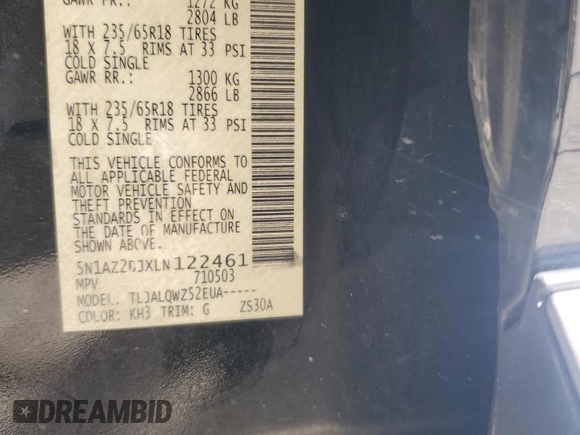 GAWR FR.: 1272 KG
2804 LB
WITH 235/65R18 TIRES
18 X 7.5 RIMS AT 33 PSI
COLD SINGLE
GAWR RR.: 1300 KG
2866 LB
WITH 235/65R18 TIRES
18 X 7.5 RIMS AT 33 PSI
COLD SINGLE
THIS VEHICLE CONFORMS TO
ALL APPLICABLE FEDERAL
MOTOR VEHICLE SAFETY AND
THEFT PREVENTION
STANDARDS IN EFFECT ON
THE DATE OF MANUFACTURE
SHOWN ABOVE.
5N1AZ2BJXLN122461
MPV 710503
MODEL. TLJALQWZ52EUA-----
COLOR: KH3 TRIM: G ZS30A
DREAMBID